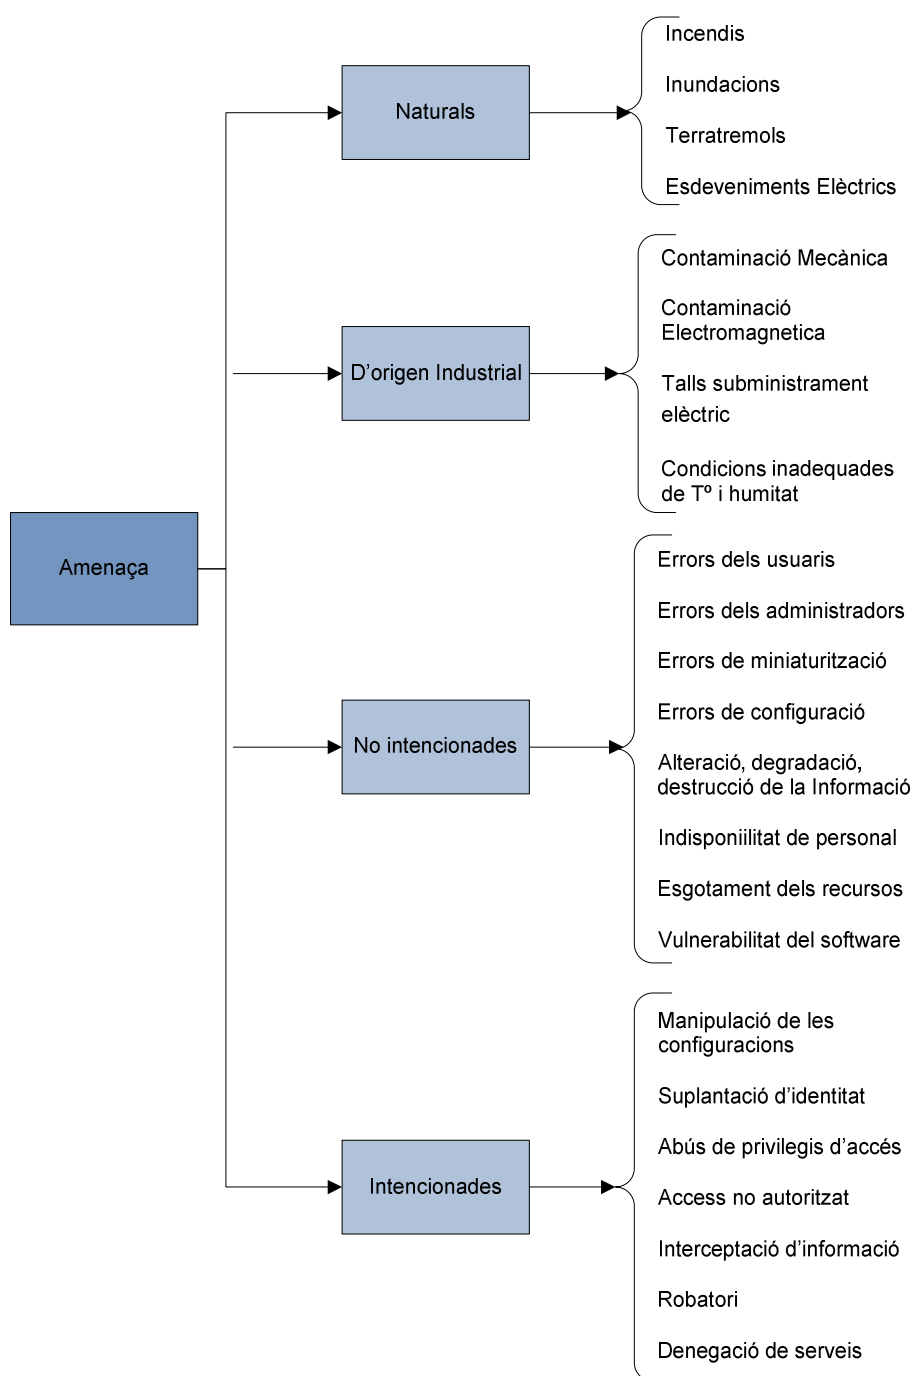 Amenaça
Naturals
Incendis
Inundacions
Terratremols
Esdeveniments Elèctrics
D’origen Industrial
Contaminació Mecànica
Contaminació
Electromagnetica
Talls subministrament
elèctric
Condicions inadequades
de Tº i humitat
No intencionades
Errors dels usuaris
Errors dels administradors
Errors de miniaturització
Errors de configuració
Alteració, degradació,
destrucció de la Informació
Indisponiilitat de personal
Esgotament dels recursos
Vulnerabilitat del software
Intencionades
Manipulació de les
configuracions
Suplantació d’identitat
Abús de privilegis d’accés
Access no autoritzat
Interceptació d’informació
Robatori
Denegació de serveis